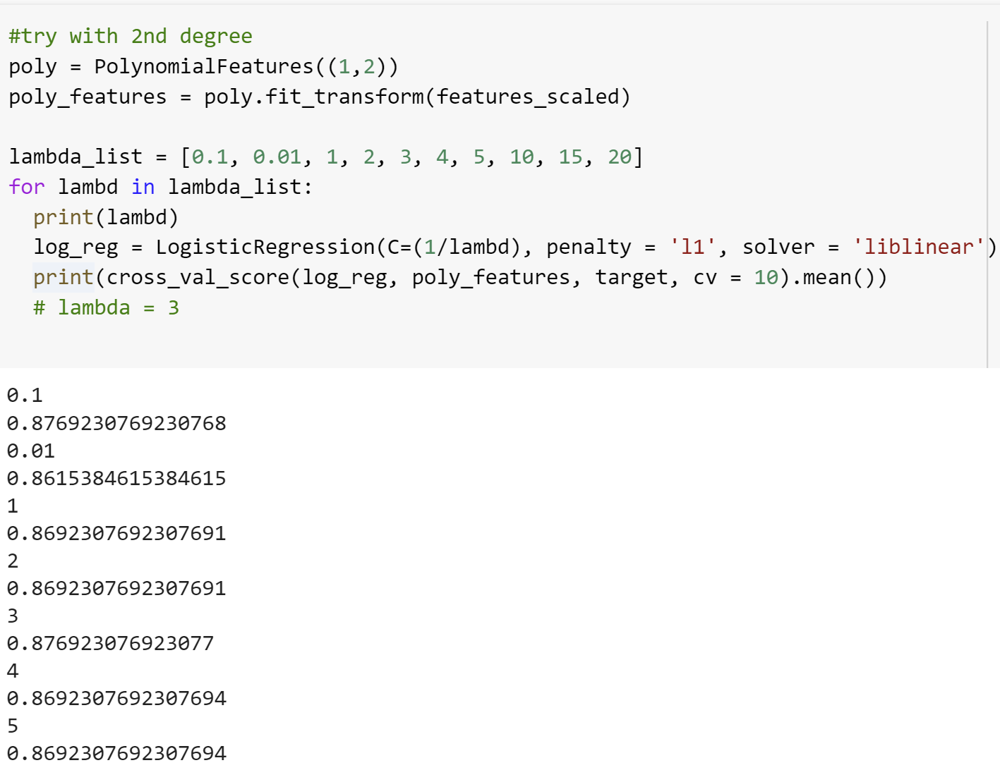 #try with 2nd degree
poly = PolynomialFeatures((1,2))
poly_features = poly.fit_transform(features_scaled)

lambda_list = [0.1, 0.01, 1, 2, 3, 4, 5, 10, 15, 20]
for lambd in lambda_list:
  print(lambd)
  log_reg = LogisticRegression(C=(1/lambd), penalty = 'l1', solver = 'liblinear')
  print(cross_val_score(log_reg, poly_features, target, cv = 10).mean())
  # lambda = 3

0.1
0.8769230769230768
0.01
0.8615384615384615
1
0.8692307692307691
2
0.8692307692307691
3
0.876923076923077
4
0.8692307692307694
5
0.8692307692307694